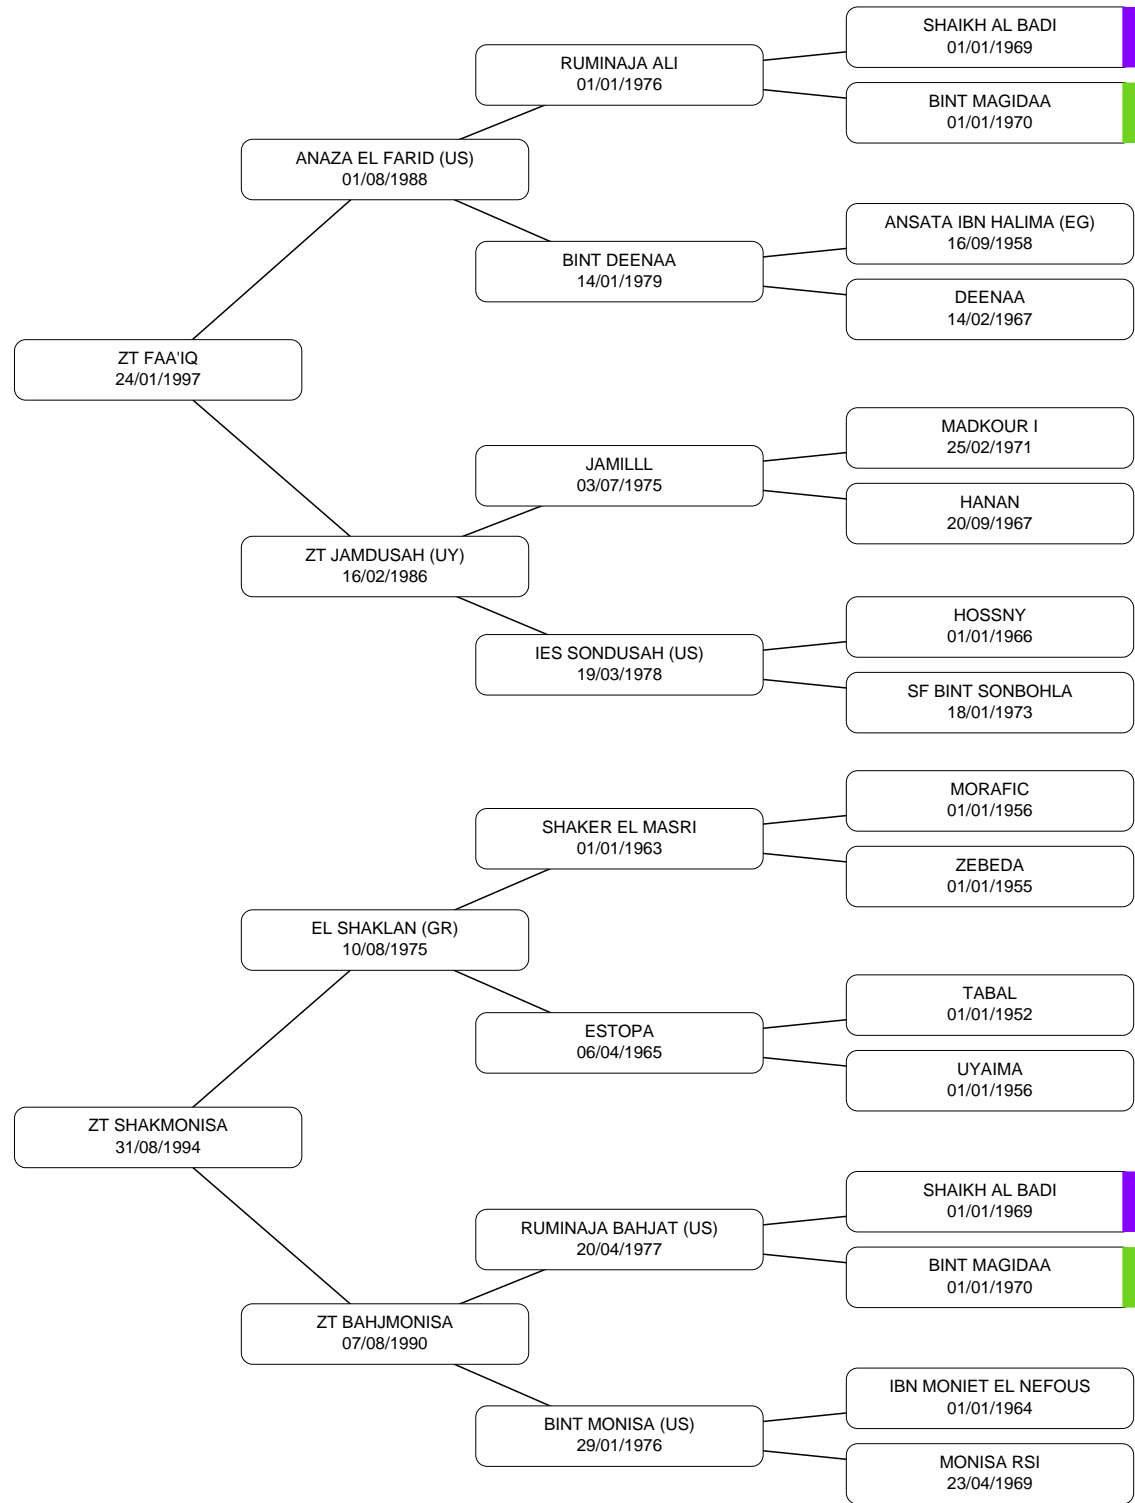 SHAIKH AL BADI
01/01/1969
RUMINAJA ALI
01/01/1976
BINT MAGIDAA
01/01/1970
ANAZA EL FARID (US)
01/08/1988
ANSATA IBN HALIMA (EG)
16/09/1958
BINT DEENAA
14/01/1979
DEENAA
14/02/1967
ZT FAA'IQ
24/01/1997
MADKOUR I
25/02/1971
JAMILLL
03/07/1975
HANAN
20/09/1967
ZT JAMDUSAH (UY)
16/02/1986
HOSSNY
01/01/1966
IES SONDUSAH (US)
19/03/1978
SF BINT SONBOHLA
18/01/1973
MORAFIC
01/01/1956
SHAKER EL MASRI
01/01/1963
ZEBEDA
01/01/1955
EL SHAKLAN (GR)
10/08/1975
TABAL
01/01/1952
ESTOPA
06/04/1965
UYAIMA
01/01/1956
ZT SHAKMONISA
31/08/1994
SHAIKH AL BADI
01/01/1969
RUMINAJA BAHJAT (US)
20/04/1977
BINT MAGIDAA
01/01/1970
ZT BAHJMONISA
07/08/1990
IBN MONIET EL NEFOUS
01/01/1964
BINT MONISA (US)
29/01/1976
MONISA RSI
23/04/1969